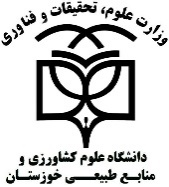 وزارت علوم، تحقیقات و فناوری
دانشگاه علوم کشاورزی و
منابع طبیعی خوزستان